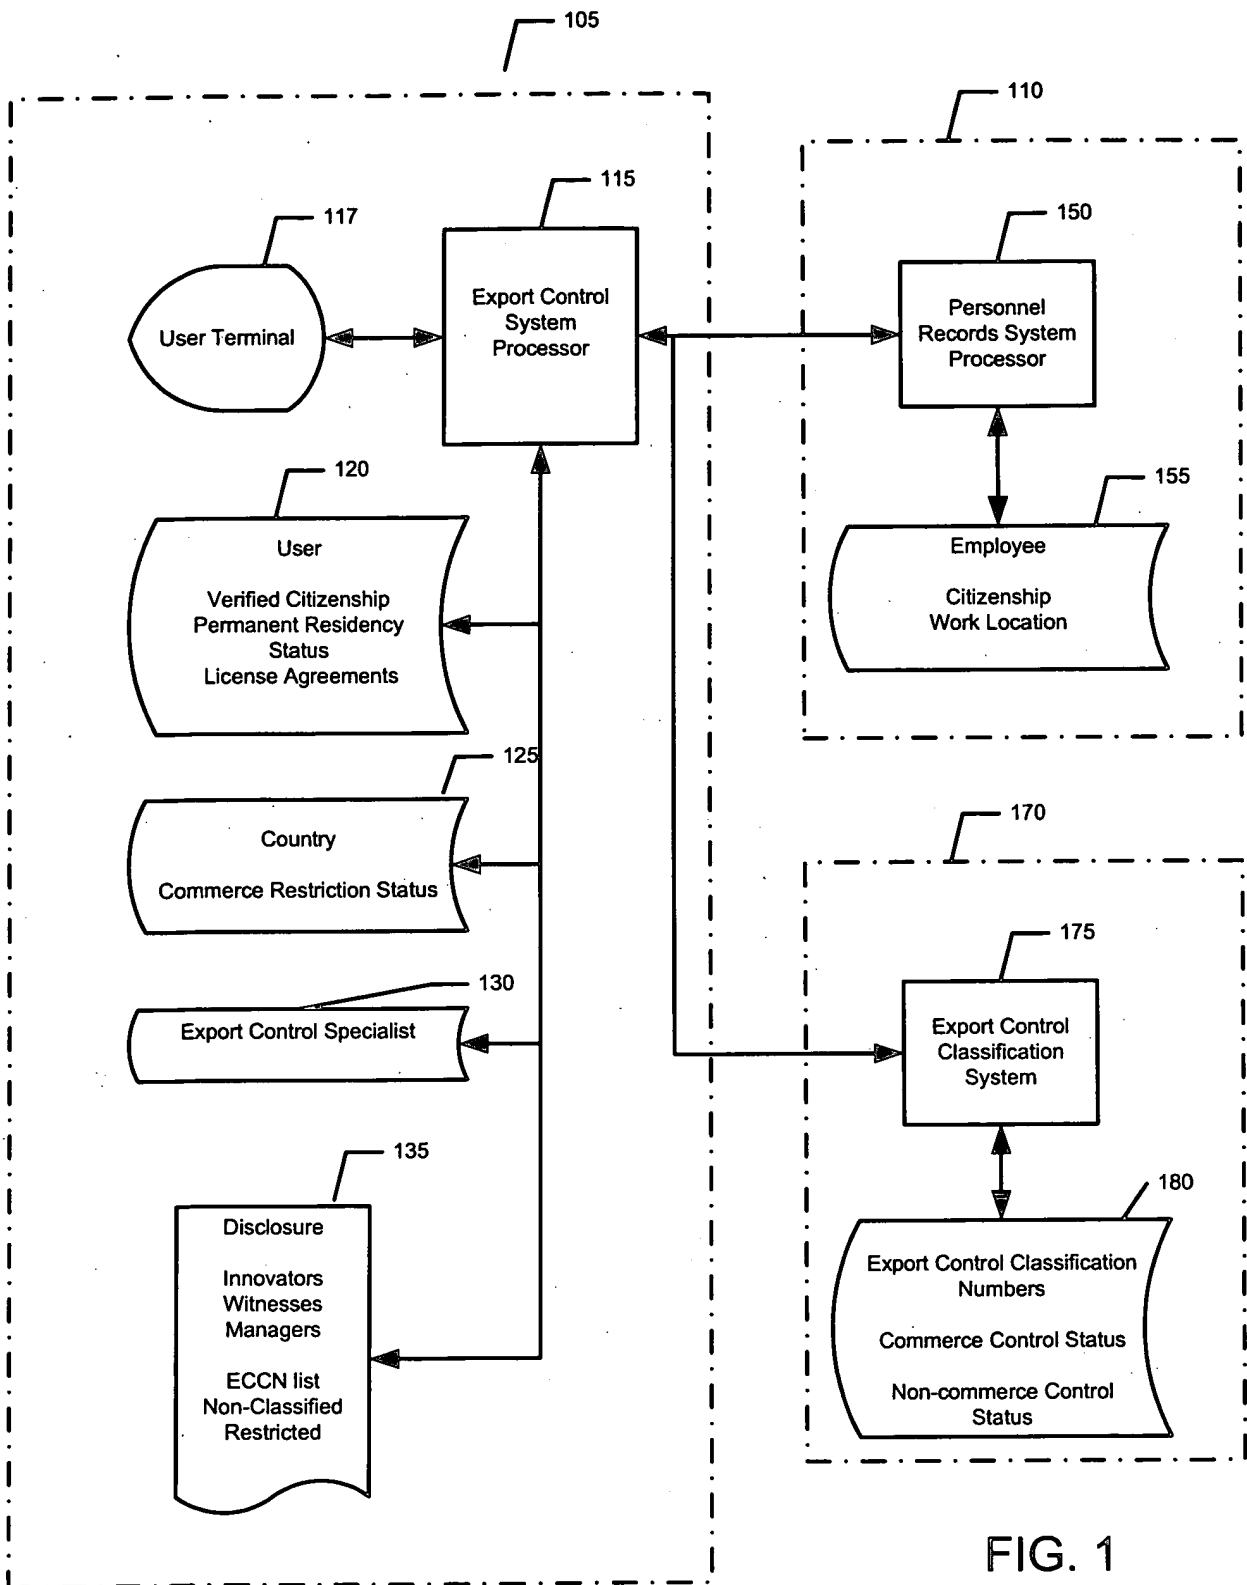 105
110
115
117
150
Export Control
System
Processor
User Terminal
Personnel
Records System
Processor
120
155
User
Verified Citizenship
Permanent Residency
Status
License Agreements
Employee
Citizenship
Work Location
125
Country
Commerce Restriction Status
170
175
130
Export Control Specialist
Export Control
Classification
System
135
180
Disclosure
Innovators
Witnesses
Managers
ECCN list
Non-Classified
Restricted
Export Control Classification
Numbers
Commerce Control Status
Non-commerce Control
Status
FIG. 1